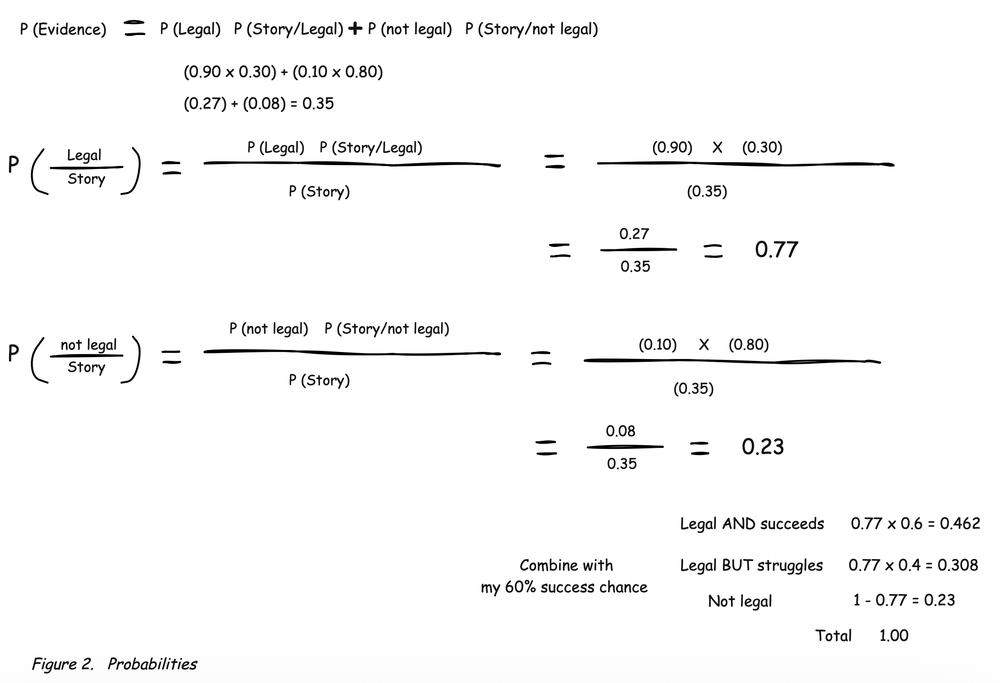 P (Evidence) = P (Legal) P (Story/Legal) + P (not legal) P (Story/not legal)
(0.90 x 0.30) + (0.10 x 0.80)
(0.27) + (0.08) = 0.35
P ( Legal / Story ) = P (Legal) P (Story/Legal) / P (Story) = (0.90) X (0.30) / (0.35)
= 0.27 / 0.35 = 0.77
P ( not legal / Story ) = P (not legal) P (Story/not legal) / P (Story) = (0.10) X (0.80) / (0.35)
= 0.08 / 0.35 = 0.23
Combine with
my 60% success chance
Legal AND succeeds 0.77 x 0.6 = 0.462
Legal BUT struggles 0.77 x 0.4 = 0.308
Not legal 1 - 0.77 = 0.23
Total 1.00
Figure 2. Probabilities